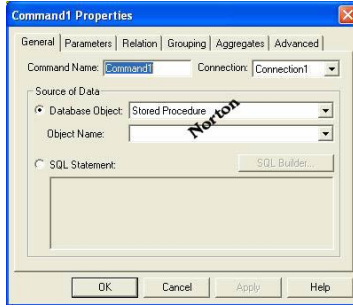 Command1 Properties
General Parameters Relation Grouping Aggregates Advanced
Command Name: Command1 Connection: Connection1
Source of Data
Database Object: Stored Procedure
Norton
Object Name:
SQL Statement: SQL Builder...
OK Cancel Apply Help